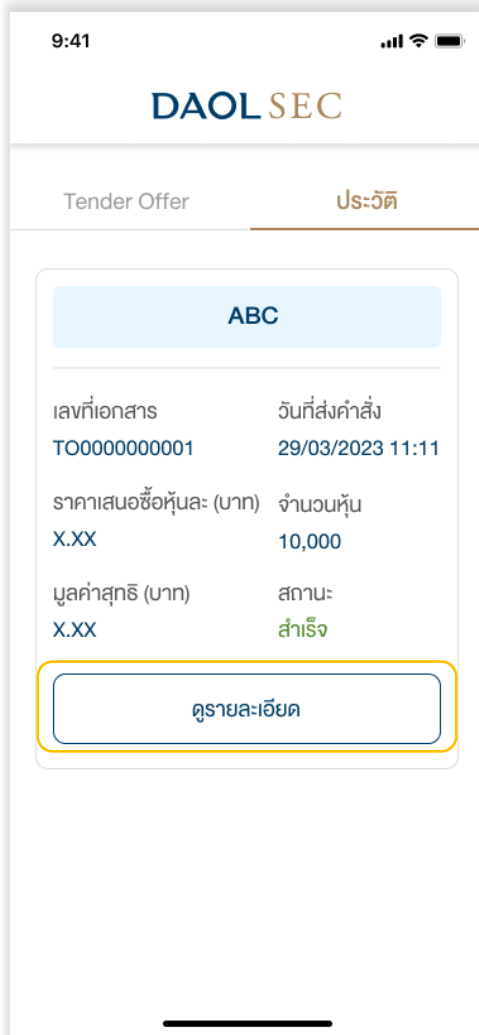 9:41
DAOL SEC
Tender Offer ประวัติ
ABC
เลขที่เอกสาร วันที่ส่งคำสั่ง
TO0000000001 29/03/2023 11:11
ราคาเสนอซื้อหุ้นละ (บาท) จำนวนหุ้น
X.XX 10,000
มูลค่าสุทธิ (บาท) สถานะ
X.XX สำเร็จ
ดูรายละเอียด